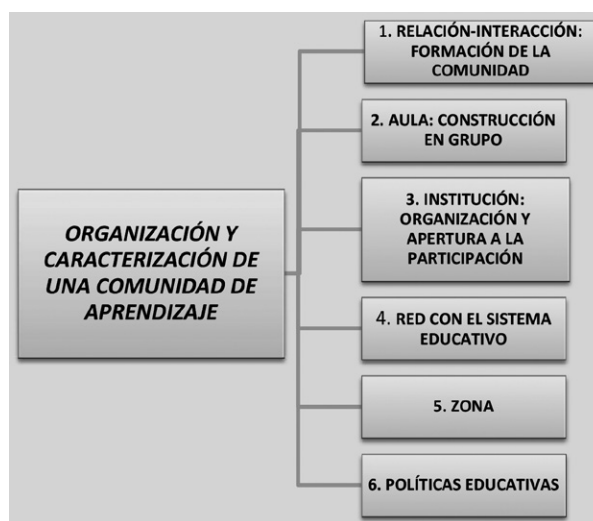 ORGANIZACIÓN Y
CARACTERIZACIÓN DE
UNA COMUNIDAD DE
APRENDIZAJE
1. RELACIÓN-INTERACCIÓN:
FORMACIÓN DE LA
COMUNIDAD
2. AULA: CONSTRUCCIÓN
EN GRUPO
3. INSTITUCIÓN:
ORGANIZACIÓN Y
APERTURA A LA
PARTICIPACIÓN
4. RED CON EL SISTEMA
EDUCATIVO
5. ZONA
6. POLÍTICAS EDUCATIVAS